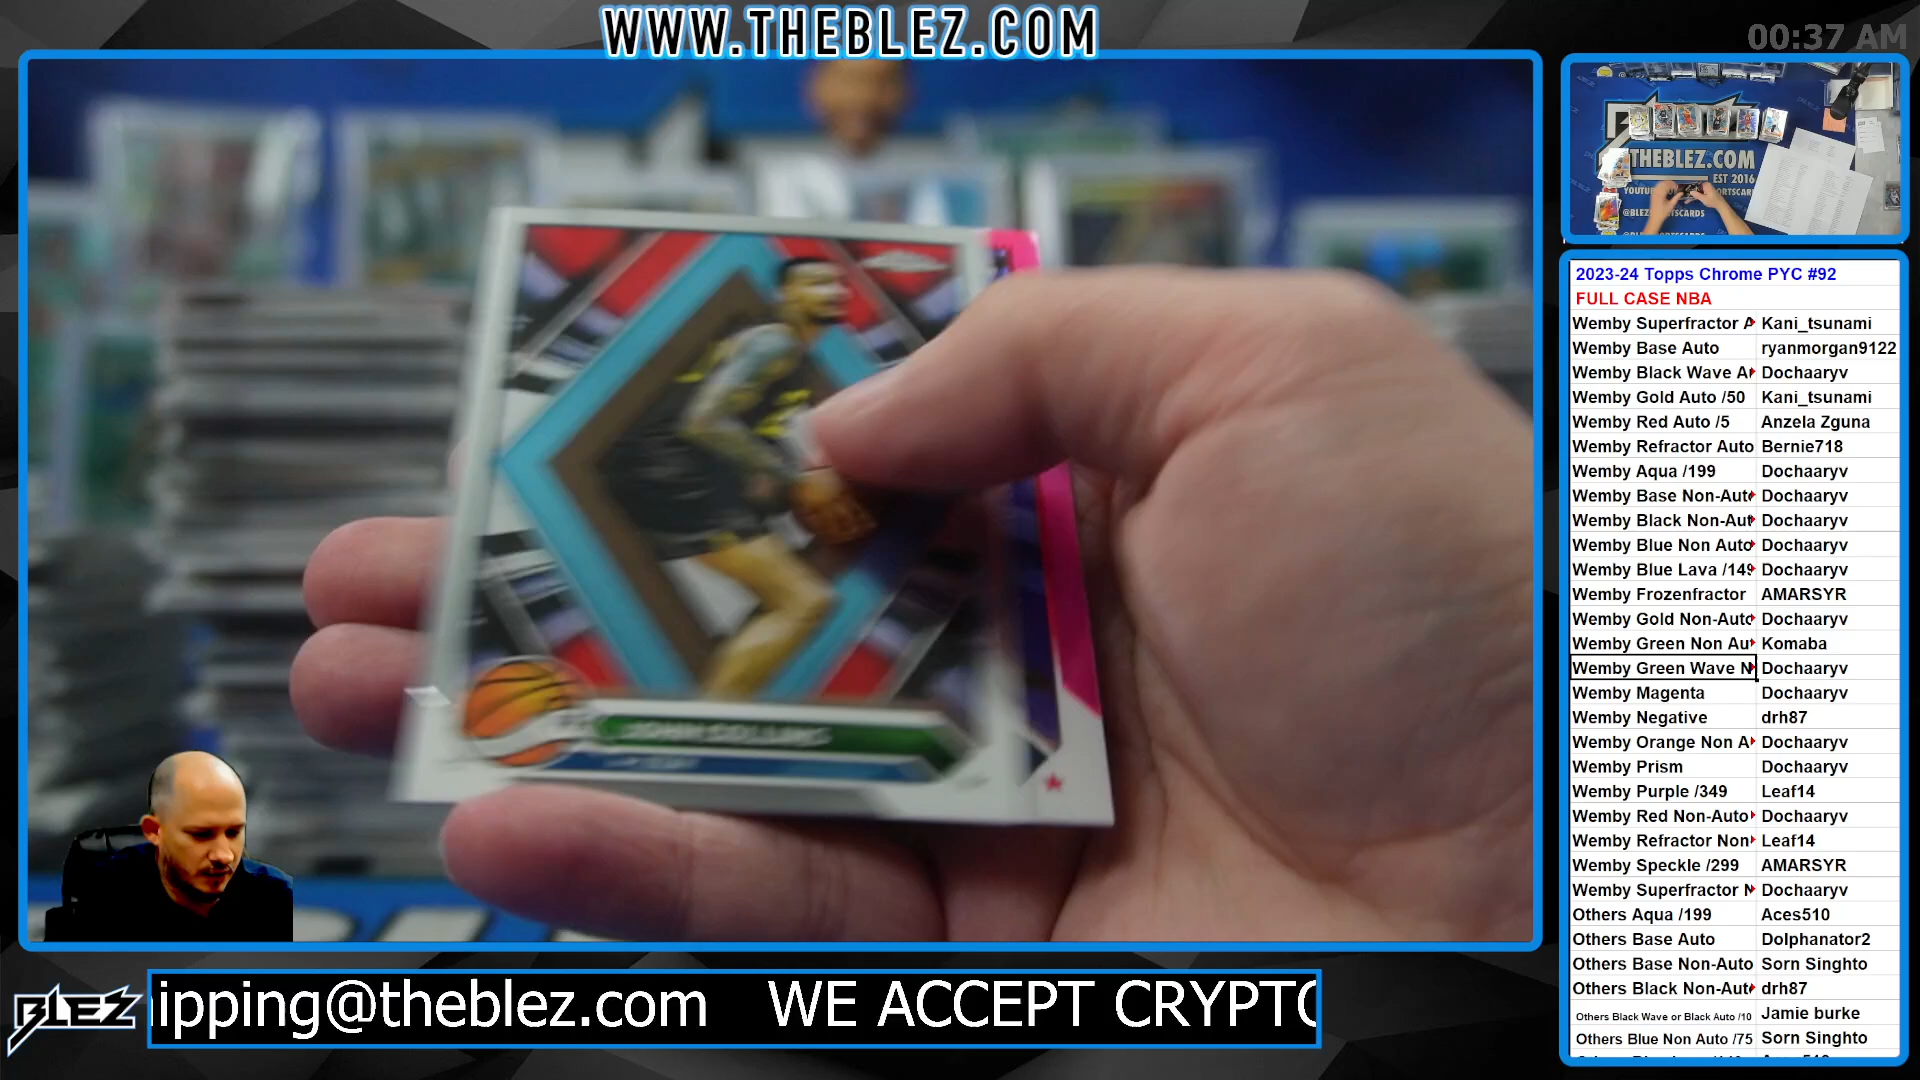 WWW.THEBLEZ.COM
00:37 AM
THEBLEZ.COM
EST 2016
2023-24 Topps Chrome PYC #92
FULL CASE NBA
Wemby Superfractor A Kani_tsunami
Wemby Base Auto ryanmorgan9122
Wemby Black Wave A Dochaaryv
Wemby Gold Auto /50 Kani_tsunami
Wemby Red Auto /5 Anzela Zguna
Wemby Refractor Auto Bernie718
Wemby Aqua /199 Dochaaryv
Wemby Base Non-Aut Dochaaryv
Wemby Black Non-Aut Dochaaryv
Wemby Blue Non Auto Dochaaryv
Wemby Blue Lava /149 Dochaaryv
Wemby Frozenfractor AMARSYR
Wemby Gold Non-Auto Dochaaryv
Wemby Green Non Au Komaba
Wemby Green Wave N Dochaaryv
Wemby Magenta Dochaaryv
Wemby Negative drh87
Wemby Orange Non A Dochaaryv
Wemby Prism Dochaaryv
Wemby Purple /349 Leaf14
Wemby Red Non-Auto Dochaaryv
Wemby Refractor Non Leaf14
Wemby Speckle /299 AMARSYR
Wemby Superfractor N Dochaaryv
Others Aqua /199 Aces510
Others Base Auto Dolphanator2
Others Base Non-Auto Sorn Singhto
Others Black Non-Aut drh87
Others Black Wave or Black Auto /10 Jamie burke
Others Blue Non Auto /75 Sorn Singhto
JOHN COLLINS
BLEZ
ipping@theblez.com WE ACCEPT CRYPTO